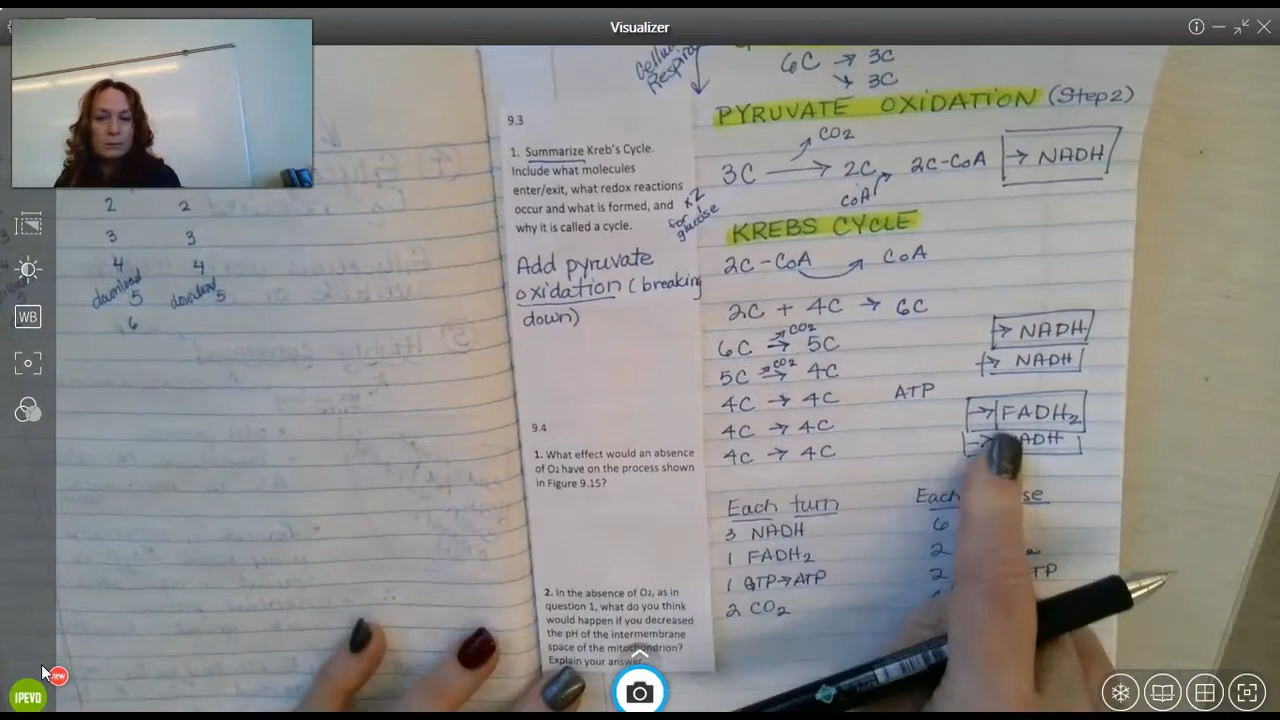 Visualizer
WB
new
IPEVO
2 2
3 3
4 4
download download
5 5
6
Cellular
9.3
1. Summarize Kreb's Cycle.
Include what molecules
enter/exit, what redox reactions
occur and what is formed, and
why it is called a cycle.
x2
for
glucose
Add pyruvate
oxidation (breaking
down)
9.4
1. What effect would an absence
of O2 have on the process shown
in Figure 9.15?
2. In the absence of O2, as in
question 1, what do you think
would happen if you decreased
the pH of the intermembrane
space of the mitochondrion?
Explain your answer.
6C → 3C
↘ 3C
PYRUVATE OXIDATION (Step 2)
CO2
3C → 2C 2C-CoA → NADH
CoA
KREBS CYCLE
2C-CoA → CoA
2C + 4C → 6C
6C → CO2 5C → NADH
5C → CO2 4C → NADH
4C → 4C ATP
4C → 4C → FADH2
4C → 4C
Each turn Each
3 NADH 6
1 FADH2 2
1 GTP→ATP 2
2 CO2